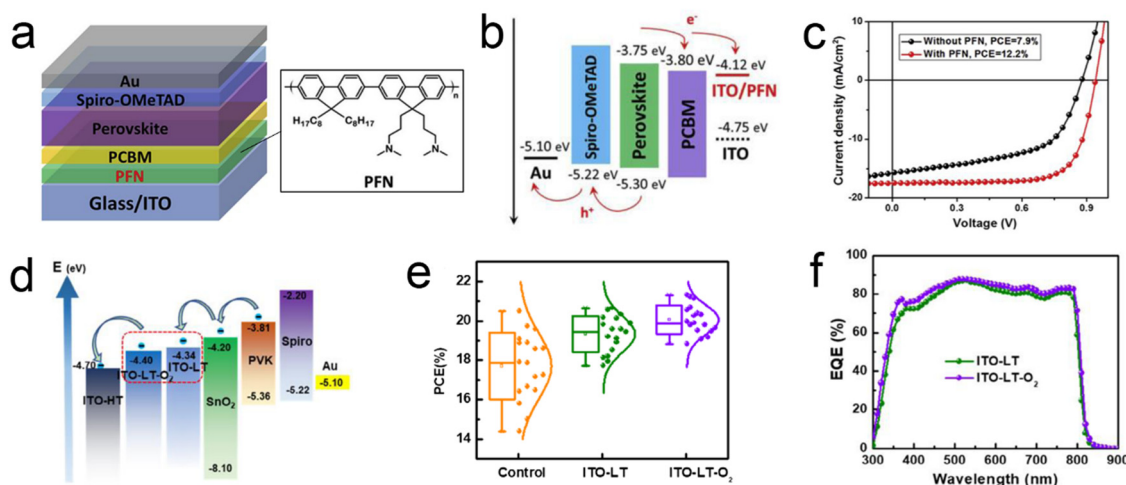 a
Au
Spiro-OMeTAD
Perovskite
PCBM
PFN
Glass/ITO
n
H17C8
C8H17
N
N
PFN
b
e-
-3.75 eV
-3.80 eV
-4.12 eV
ITO/PFN
-4.75 eV
ITO
Spiro-OMeTAD
Perovskite
PCBM
-5.10 eV
Au
-5.22 eV
-5.30 eV
h+
c
Without PFN, PCE=7.9%
With PFN, PCE=12.2%
Current density (mA/cm²)
10
0
-10
-20
0.0
0.3
0.6
0.9
Voltage (V)
d
E (eV)
-2.20
-3.81
PVK
Spiro
-4.20
-4.34
-4.40
ITO-LT
ITO-LT-O₂
-4.70
ITO-HT
SnO₂
Au
-5.10
-5.22
-5.36
-8.10
e
PCE(%)
22
20
18
16
14
Control
ITO-LT
ITO-LT-O₂
f
EQE (%)
100
80
60
40
20
0
ITO-LT
ITO-LT-O₂
300
400
500
600
700
800
900
Wavelength (nm)